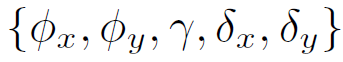 {ϕ_x, ϕ_y, γ, δ_x, δ_y}